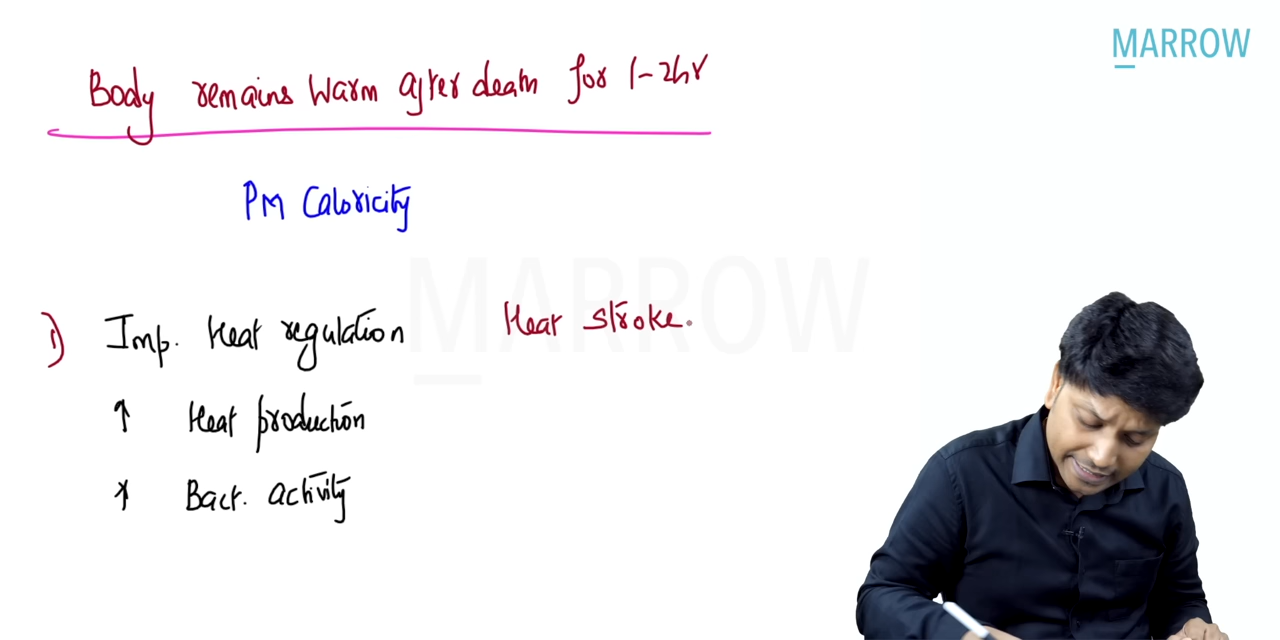 MARROW
Body remains warm after death for 1-2hr
PM Caloricity
1) Imp. Heat regulation Heat stroke.
↑ Heat production
↑ Bact. activity
MARROW